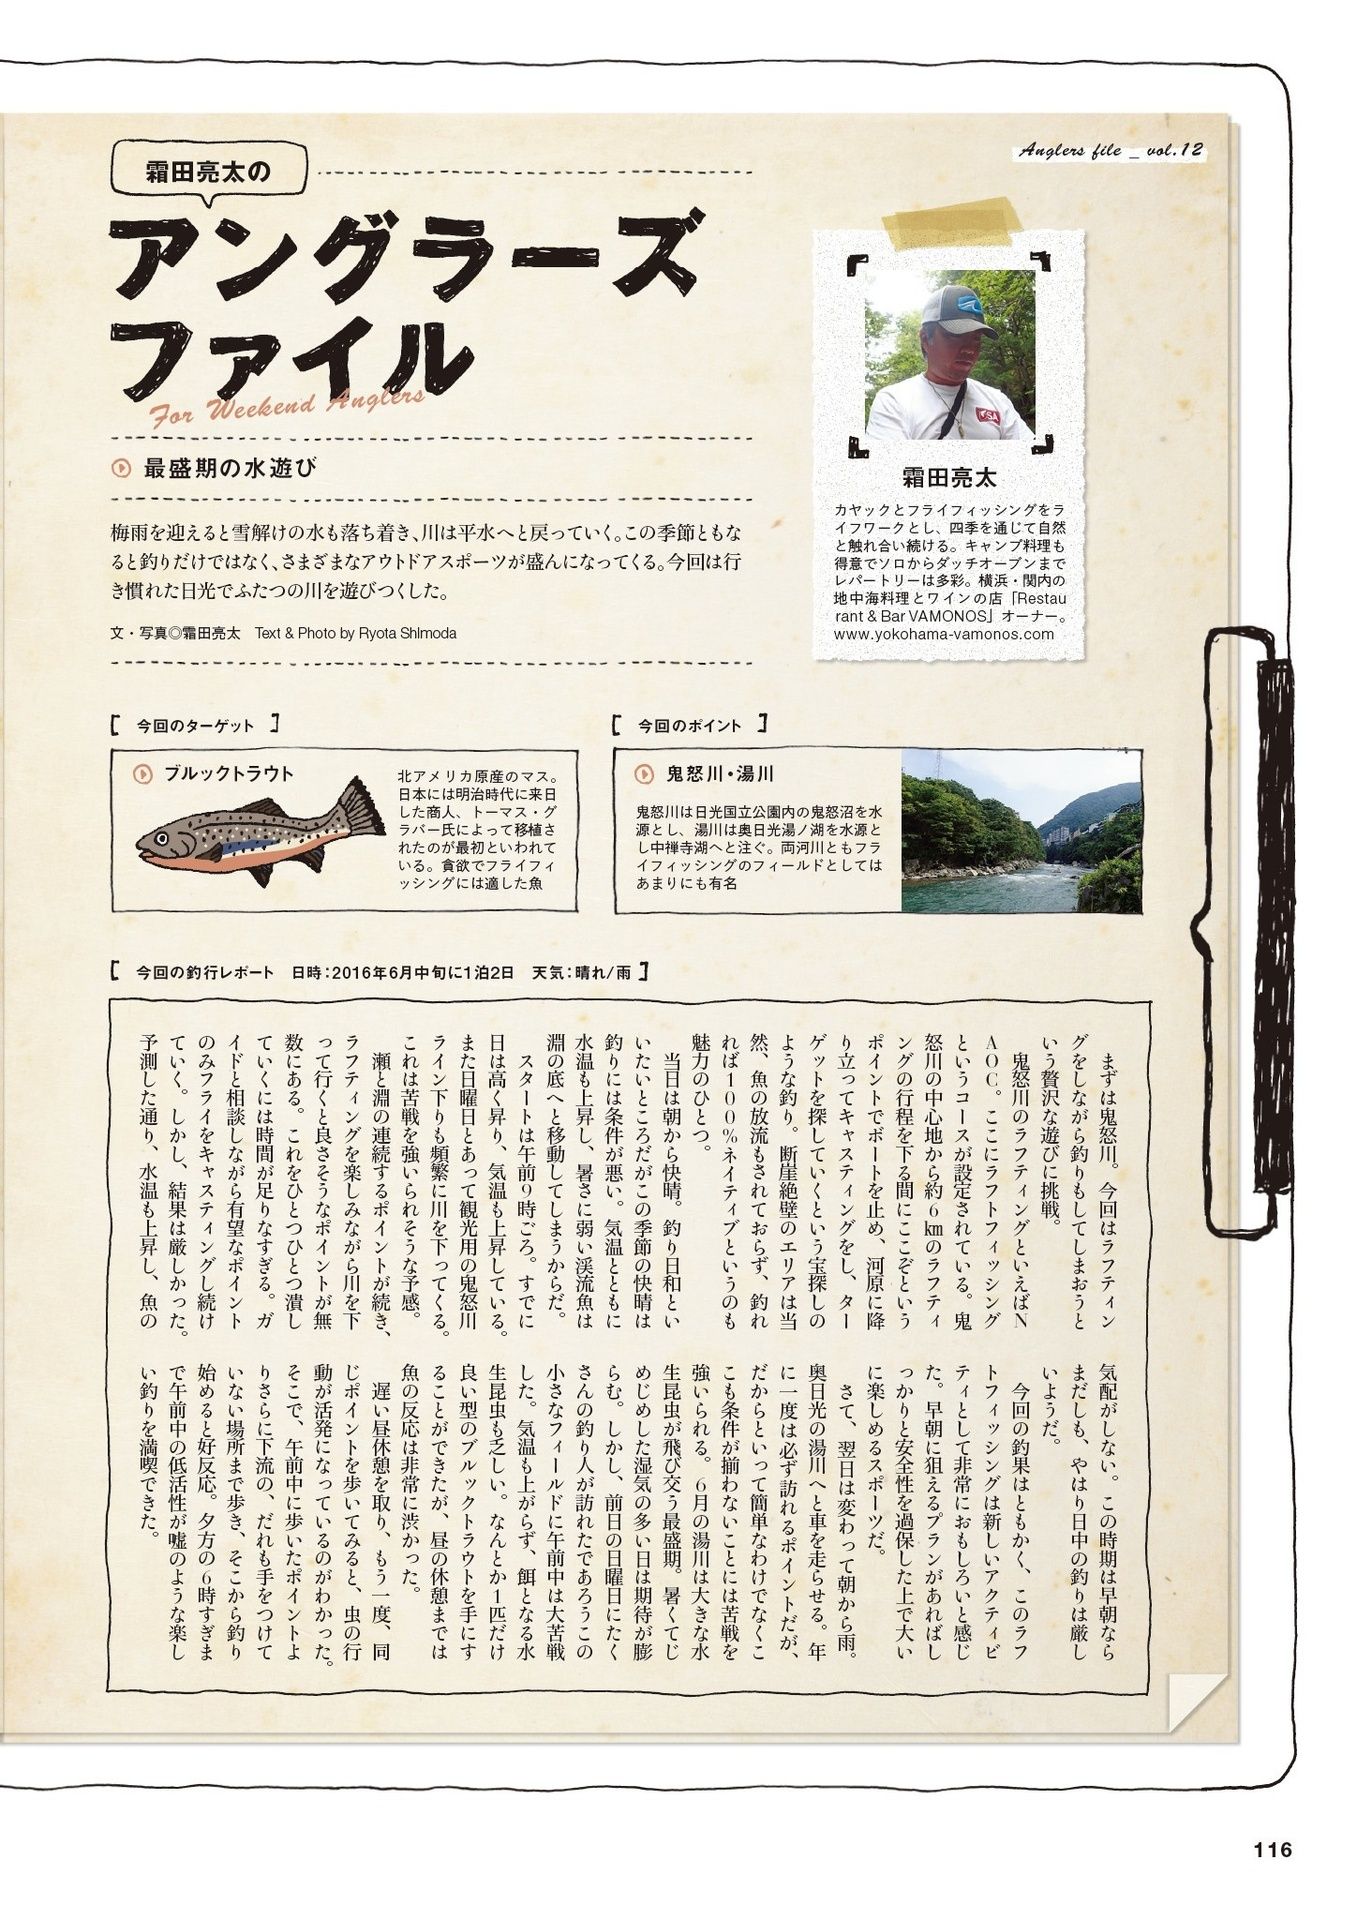 Anglers file _ vol.12
霜田亮太の
アングラーズ
ファイル
For Weekend Anglers
最盛期の水遊び
梅雨を迎えると雪解けの水も落ち着き、川は平水へと戻っていく。この季節ともな
ると釣りだけではなく、さまざまなアウトドアスポーツが盛んになってくる。今回は行
き慣れた日光でふたつの川を遊びつくした。
文・写真◎霜田亮太 Text & Photo by Ryota ShImoda
SA
霜田亮太
カヤックとフライフィッシングをラ
イフワークとし、四季を通じて自然
と触れ合い続ける。キャンプ料理も
得意でソロからダッチオーブンまで
レパートリーは多彩。横浜・関内の
地中海料理とワインの店「Restau
rant & Bar VAMONOS」オーナー。
www.yokohama-vamonos.com
[ 今回のターゲット ]
ブルックトラウト
北アメリカ原産のマス。
日本には明治時代に来日
した商人、トーマス・グ
ラバー氏によって移植さ
れたのが最初といわれて
いる。貪欲でフライフィ
ッシングには適した魚
[ 今回のポイント ]
鬼怒川・湯川
鬼怒川は日光国立公園内の鬼怒沼を水
源とし、湯川は奥日光湯ノ湖を水源と
し中禅寺湖へと注ぐ。両河川ともフラ
イフィッシングのフィールドとしては
あまりにも有名
[ 今回の釣行レポート 日時：2016年6月中旬に1泊2日 天気：晴れ/雨 ]
まずは鬼怒川。今回はラフティン
グをしながら釣りもしてしまおうと
いう贅沢な遊びに挑戦。
鬼怒川のラフティングといえばN
AOC。ここにラフトフィッシング
というコースが設定されている。鬼
怒川の中心地から約6㎞のラフティ
ングの行程を下る間にここぞという
ポイントでボートを止め、河原に降
り立ってキャスティングをし、ター
ゲットを探していくという宝探しの
ような釣り。断崖絶壁のエリアは当
然、魚の放流もされておらず、釣れ
れば100%ネイティブというのも
魅力のひとつ。
当日は朝から快晴。釣り日和とい
いたいところだがこの季節の快晴は
釣りには条件が悪い。気温とともに
水温も上昇し、暑さに弱い渓流魚は
淵の底へと移動してしまうからだ。
スタートは午前9時ごろ。すでに
日は高く昇り、気温も上昇している。
また日曜日とあって観光用の鬼怒川
ライン下りも頻繁に川を下ってくる。
これは苦戦を強いられそうな予感。
瀬と淵の連続するポイントが続き、
ラフティングを楽しみながら川を下
って行くと良さそうなポイントが無
数にある。これをひとつひとつ潰し
ていくには時間が足りなすぎる。ガ
イドと相談しながら有望なポイント
のみフライをキャスティングし続け
ていく。しかし、結果は厳しかった。
予測した通り、水温も上昇し、魚の
気配がしない。この時期は早朝なら
まだしも、やはり日中の釣りは厳し
いようだ。
今回の釣果はともかく、このラフ
トフィッシングは新しいアクティビ
ティとして非常におもしろいと感じ
た。早朝に狙えるプランがあればし
っかりと安全性を過保した上で大い
に楽しめるスポーツだ。
さて、翌日は変わって朝から雨。
奥日光の湯川へと車を走らせる。年
に一度は必ず訪れるポイントだが、
だからといって簡単なわけでなくこ
こも条件が揃わないことには苦戦を
強いられる。6月の湯川は大きな水
生昆虫が飛び交う最盛期。暑くてじ
めじめした湿気の多い日は期待が膨
らむ。しかし、前日の日曜日にたく
さんの釣り人が訪れたであろうこの
小さなフィールドに午前中は大苦戦
した。気温も上がらず、餌となる水
生昆虫も乏しい。なんとか1匹だけ
良い型のブルックトラウトを手にす
ることができたが、昼の休憩までは
魚の反応は非常に渋かった。
遅い昼休憩を取り、もう一度、同
じポイントを歩いてみると、虫の行
動が活発になっているのがわかった。
そこで、午前中に歩いたポイントよ
りさらに下流の、だれも手をつけて
いない場所まで歩き、そこから釣り
始めると好反応。夕方の6時すぎま
で午前中の低活性が嘘のような楽し
い釣りを満喫できた。
116